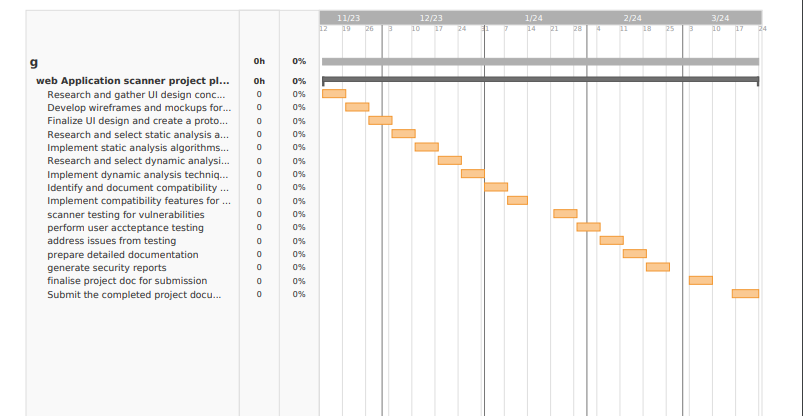 11/23 12/23 1/24 2/24 3/24
12 19 26 3 10 17 24 31 7 14 21 28 4 11 18 25 3 10 17 24
g 0h 0%
web Application scanner project pl... 0h 0%
Research and gather UI design conc... 0 0%
Develop wireframes and mockups for... 0 0%
Finalize UI design and create a proto... 0 0%
Research and select static analysis a... 0 0%
Implement static analysis algorithms... 0 0%
Research and select dynamic analysi... 0 0%
Implement dynamic analysis techniq... 0 0%
Identify and document compatibility ... 0 0%
Implement compatibility features for ... 0 0%
scanner testing for vulnerabilities 0 0%
perform user accteptance testing 0 0%
address issues from testing 0 0%
prepare detailed documentation 0 0%
generate security reports 0 0%
finalise project doc for submission 0 0%
Submit the completed project docu... 0 0%